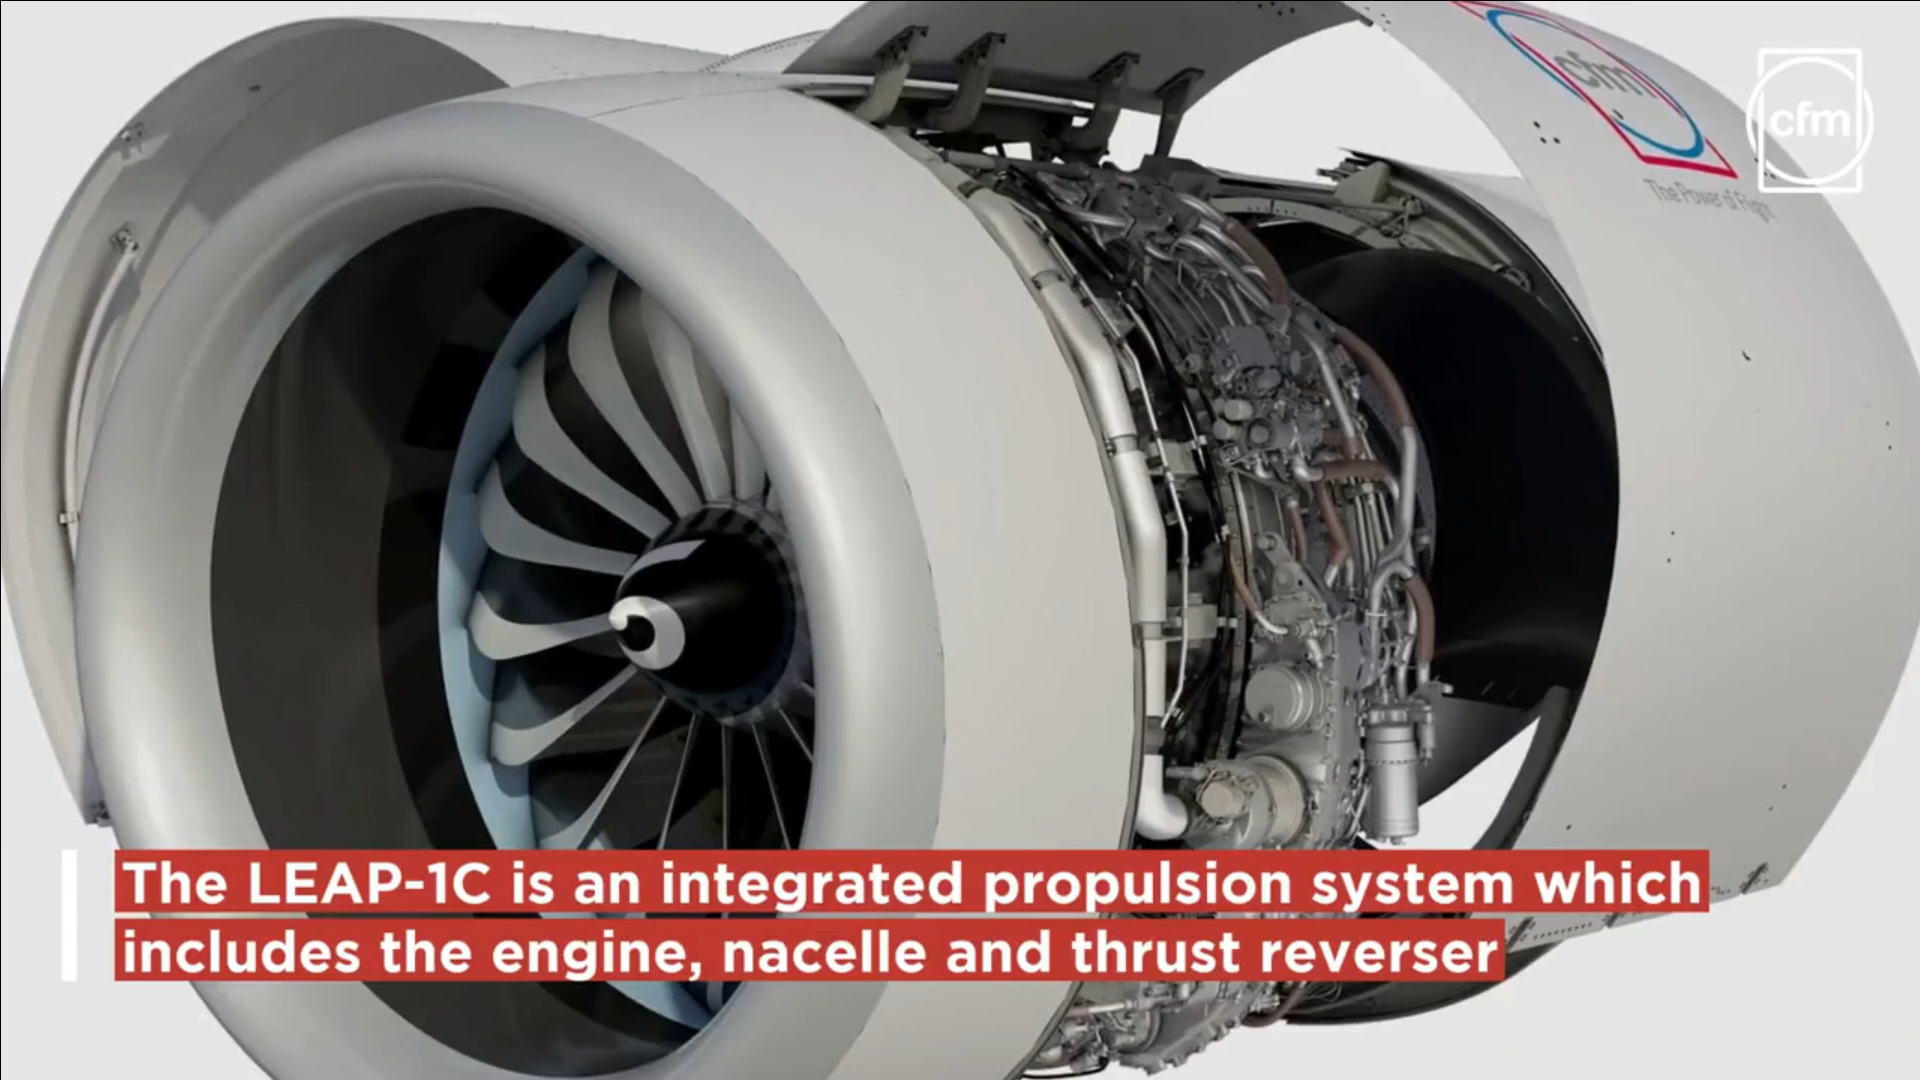 cfm
cfm
The Power of Flight
The LEAP-1C is an integrated propulsion system which
includes the engine, nacelle and thrust reverser